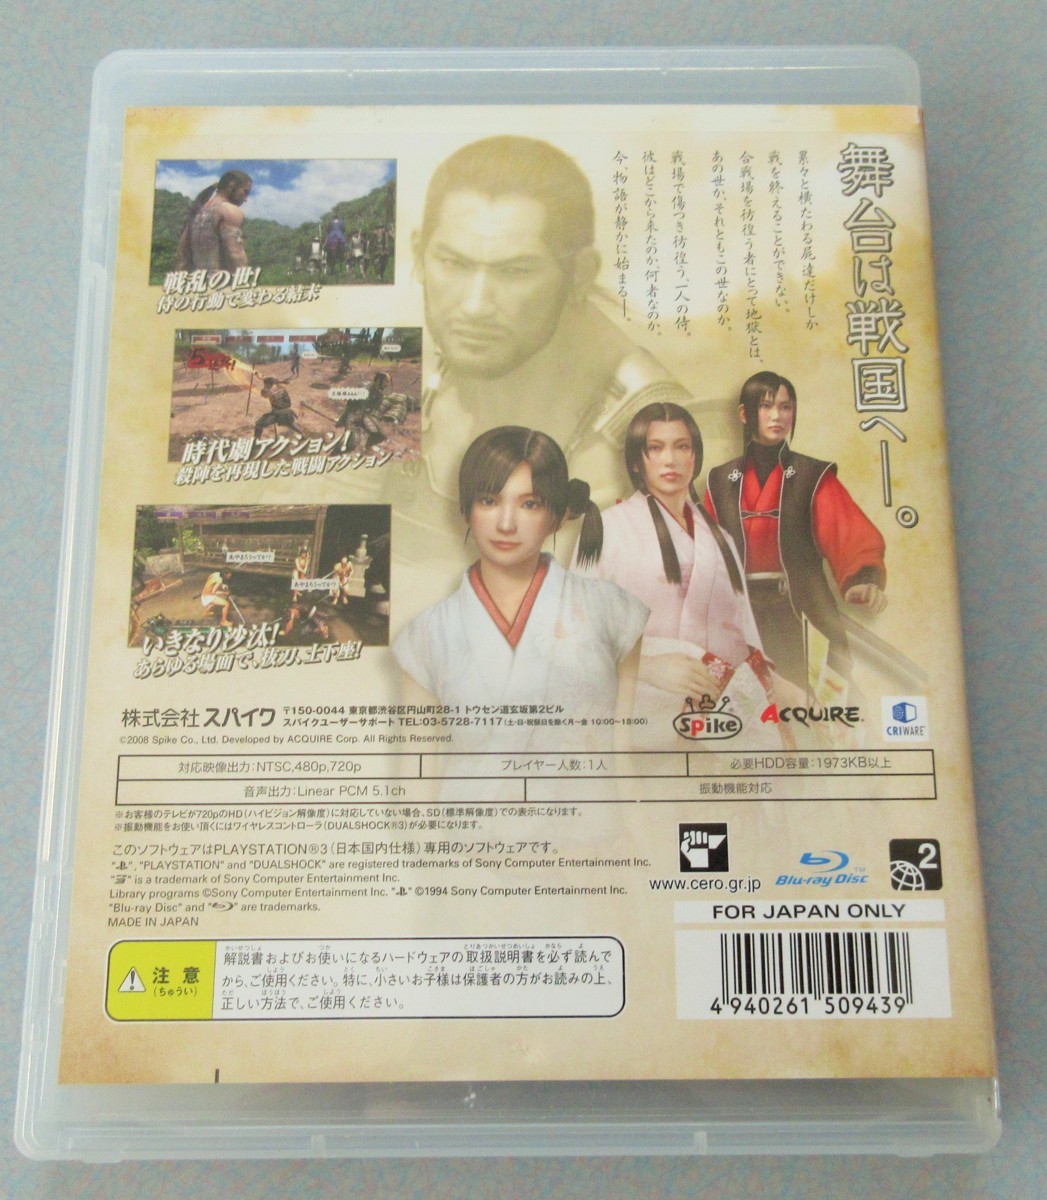 舞台は戦国へ──。
累々と横たわる屍達だけしか
戦を終えることができない。
合戦場を彷徨う者にとって地獄とは、
あの世か、それともこの世なのか。
戦場で傷つき彷徨う、一人の侍。
彼はどこから来たのか、何者なのか。
今、物語が静かに始まる──。
戦乱の世!
侍の行動で変わる結末
時代劇アクション!
殺陣を再現した戦闘アクション
あやまろうってか!?
あやまろうってか!?
いきなり沙汰!
あらゆる場面で、抜刀、土下座!
株式会社スパイク
〒150-0044 東京都渋谷区円山町28-1 トウセン道玄坂第2ビル
スパイクユーザーサポート TEL:03-5728-7117(土・日・祝祭日を除く月〜金 10:00〜18:00)
©2008 Spike Co., Ltd. Developed by ACQUIRE Corp. All Rights Reserved.
Spike
ACQUIRE
CRIWARE
対応映像出力:NTSC,480p,720p
プレイヤー人数:1人
必要HDD容量:1973KB以上
音声出力:Linear PCM 5.1ch
振動機能対応
※お客様のテレビが720pのHD(ハイビジョン解像度)に対応していない場合、SD(標準解像度)での表示になります。
※振動機能をお使い頂くにはワイヤレスコントローラ(DUALSHOCK®3)が必要になります。
このソフトウェアはPLAYSTATION®3(日本国内仕様)専用のソフトウェアです。
" ", "PLAYSTATION" and "DUALSHOCK" are registered trademarks of Sony Computer Entertainment Inc.
" " is a trademark of Sony Computer Entertainment Inc.
Library programs ©Sony Computer Entertainment Inc. " " ©1994 Sony Computer Entertainment Inc.
"Blu-ray Disc" and " " are trademarks.
MADE IN JAPAN
www.cero.gr.jp
Blu-ray Disc™
2
FOR JAPAN ONLY
4 940261 509439
注意
(ちゅうい)
解説書およびお使いになるハードウェアの取扱説明書を必ず読んで
から、ご使用ください。特に、小さいお子様は保護者の方がお読みの上、
正しい方法で、ご使用ください。